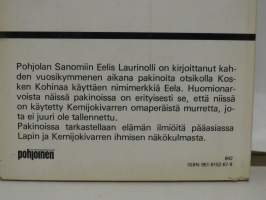 Pohjolan Sanomiin Eelis Laurinolli on kirjoittanut kah-
den vuosikymmenen aikana pakinoita otsikolla Kos-
ken Kohinaa käyttäen nimimerkkiä Eela. Huomionar-
voista näissä pakinoissa on erityisesti se, että niissä
on käytetty Kemijokivarren omaperäistä murretta, jo-
ta ei juuri ole tallennettu.
Pakinoissa tarkastellaan elämän ilmiöitä pääasiassa
Lapin ja Kemijokivarren ihmisen näkökulmasta.
pohjoinen